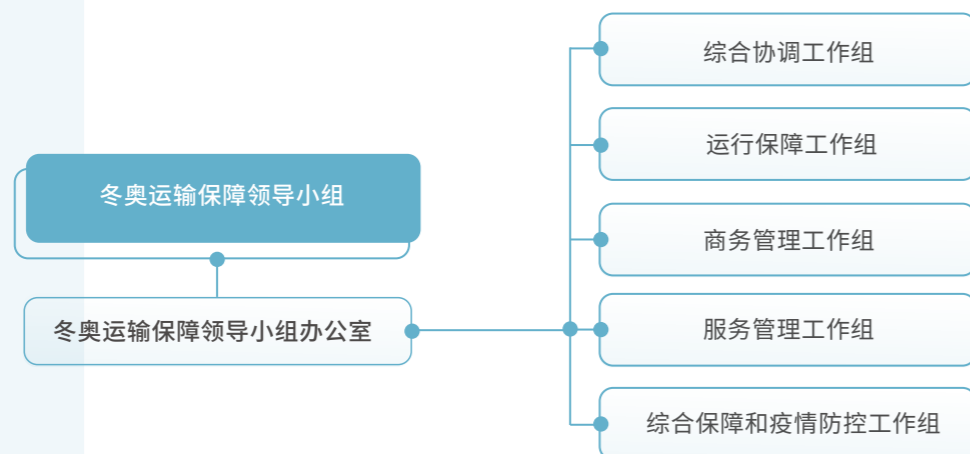 冬奥运输保障领导小组
冬奥运输保障领导小组办公室
综合协调工作组
运行保障工作组
商务管理工作组
服务管理工作组
综合保障和疫情防控工作组